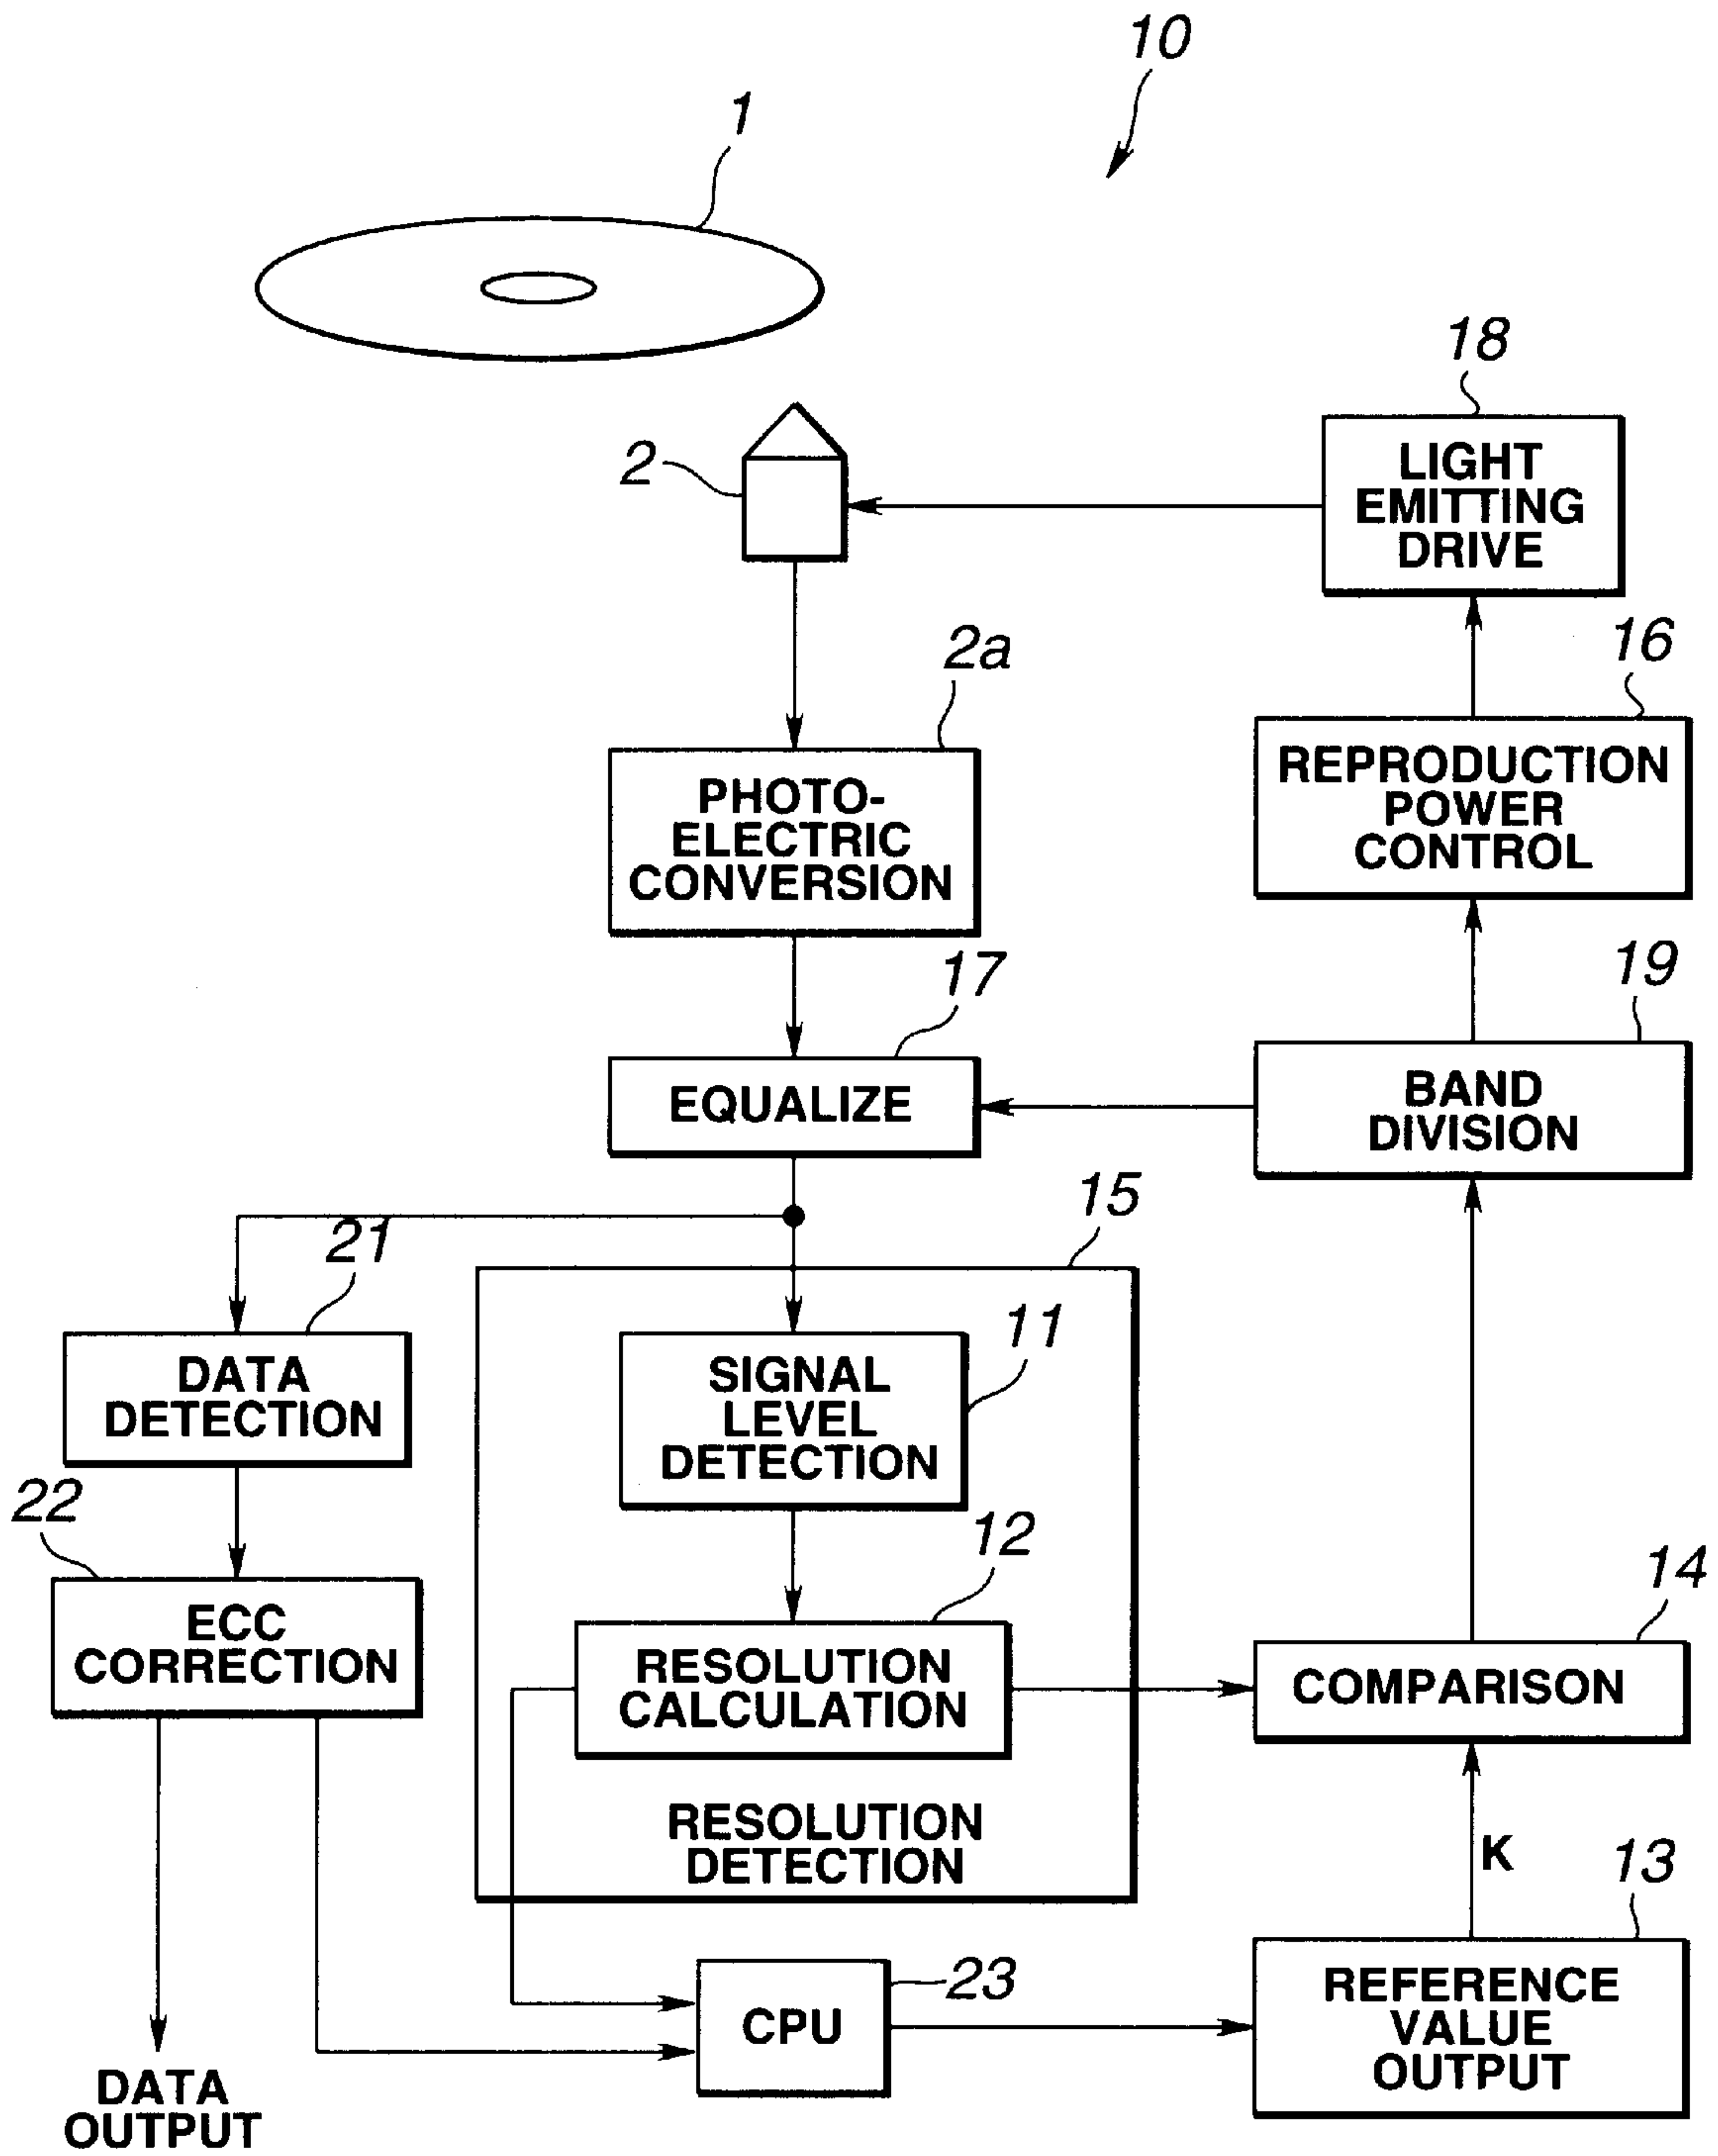 10
1
18
LIGHT
EMITTING
DRIVE
2
2a
16
PHOTO-
ELECTRIC
CONVERSION
REPRODUCTION
POWER
CONTROL
17
19
EQUALIZE
BAND
DIVISION
15
21
11
DATA
DETECTION
SIGNAL
LEVEL
DETECTION
22
12
14
ECC
CORRECTION
RESOLUTION
CALCULATION
COMPARISON
RESOLUTION
DETECTION
K
13
23
CPU
REFERENCE
VALUE
OUTPUT
DATA
OUTPUT